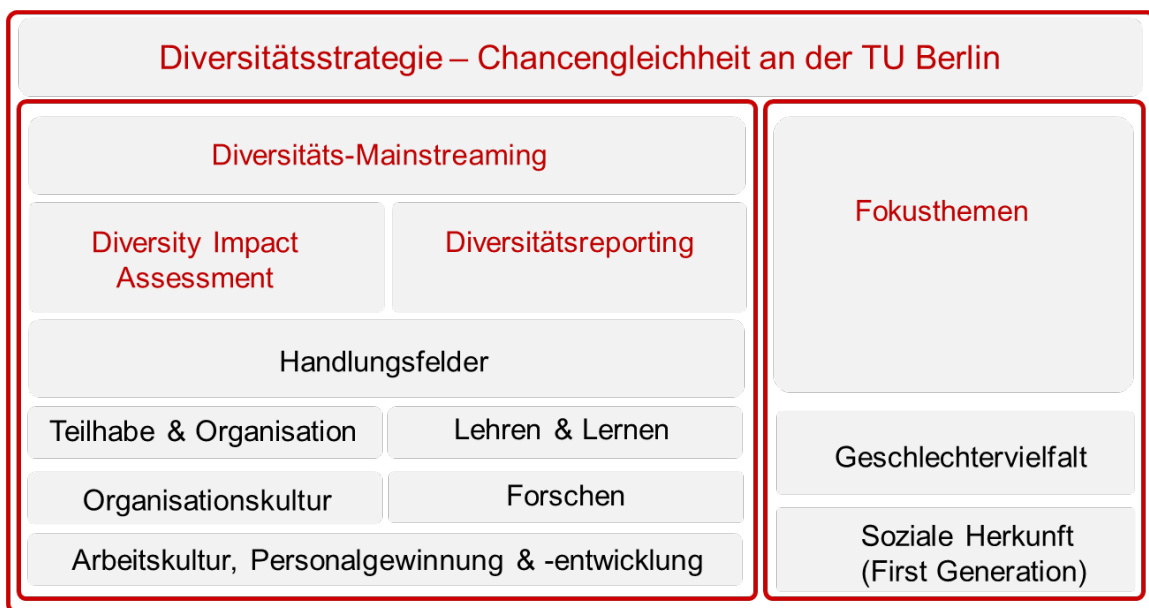 Diversitätsstrategie – Chancengleichheit an der TU Berlin
Diversitäts-Mainstreaming
Diversity Impact
Assessment
Diversitätsreporting
Handlungsfelder
Teilhabe & Organisation
Lehren & Lernen
Organisationskultur
Forschen
Arbeitskultur, Personalgewinnung & -entwicklung
Fokusthemen
Geschlechtervielfalt
Soziale Herkunft
(First Generation)